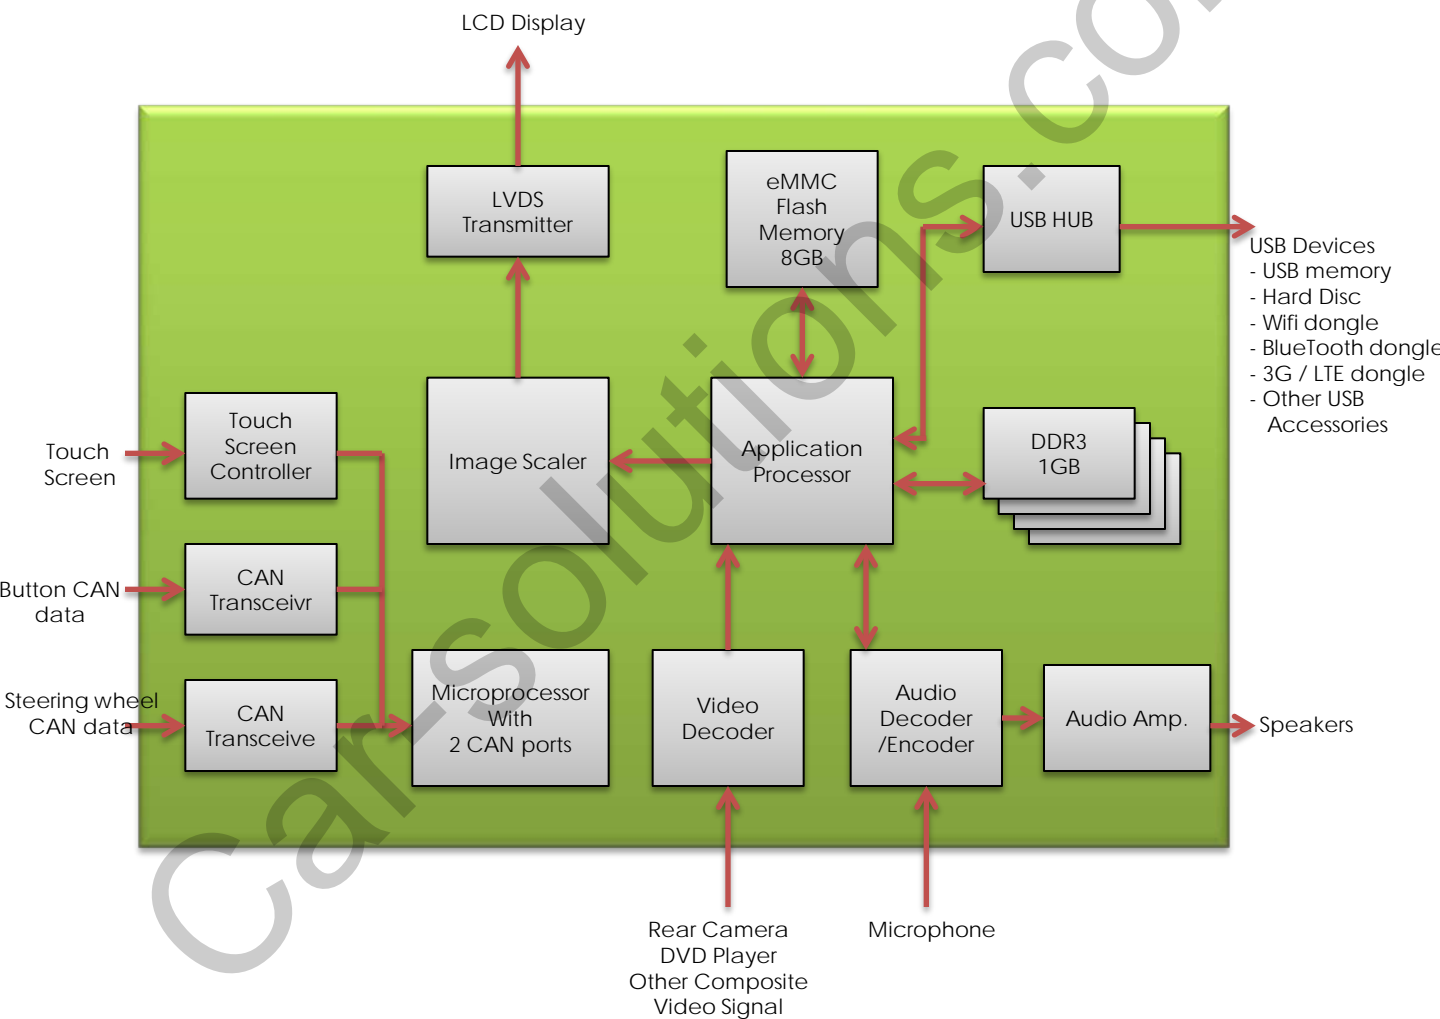 LCD Display
LVDS
Transmitter
eMMC
Flash
Memory
8GB
USB HUB
USB Devices
- USB memory
- Hard Disc
- Wifi dongle
- BlueTooth dongle
- 3G / LTE dongle
- Other USB
Accessories
Touch
Screen
Touch
Screen
Controller
Image Scaler
Application
Processor
DDR3
1GB
Button CAN
data
CAN
Transceivr
Steering wheel
CAN data
CAN
Transceive
Microprocessor
With
2 CAN ports
Video
Decoder
Audio
Decoder
/Encoder
Audio Amp.
Speakers
Rear Camera
DVD Player
Other Composite
Video Signal
Microphone
Car-solutions.co